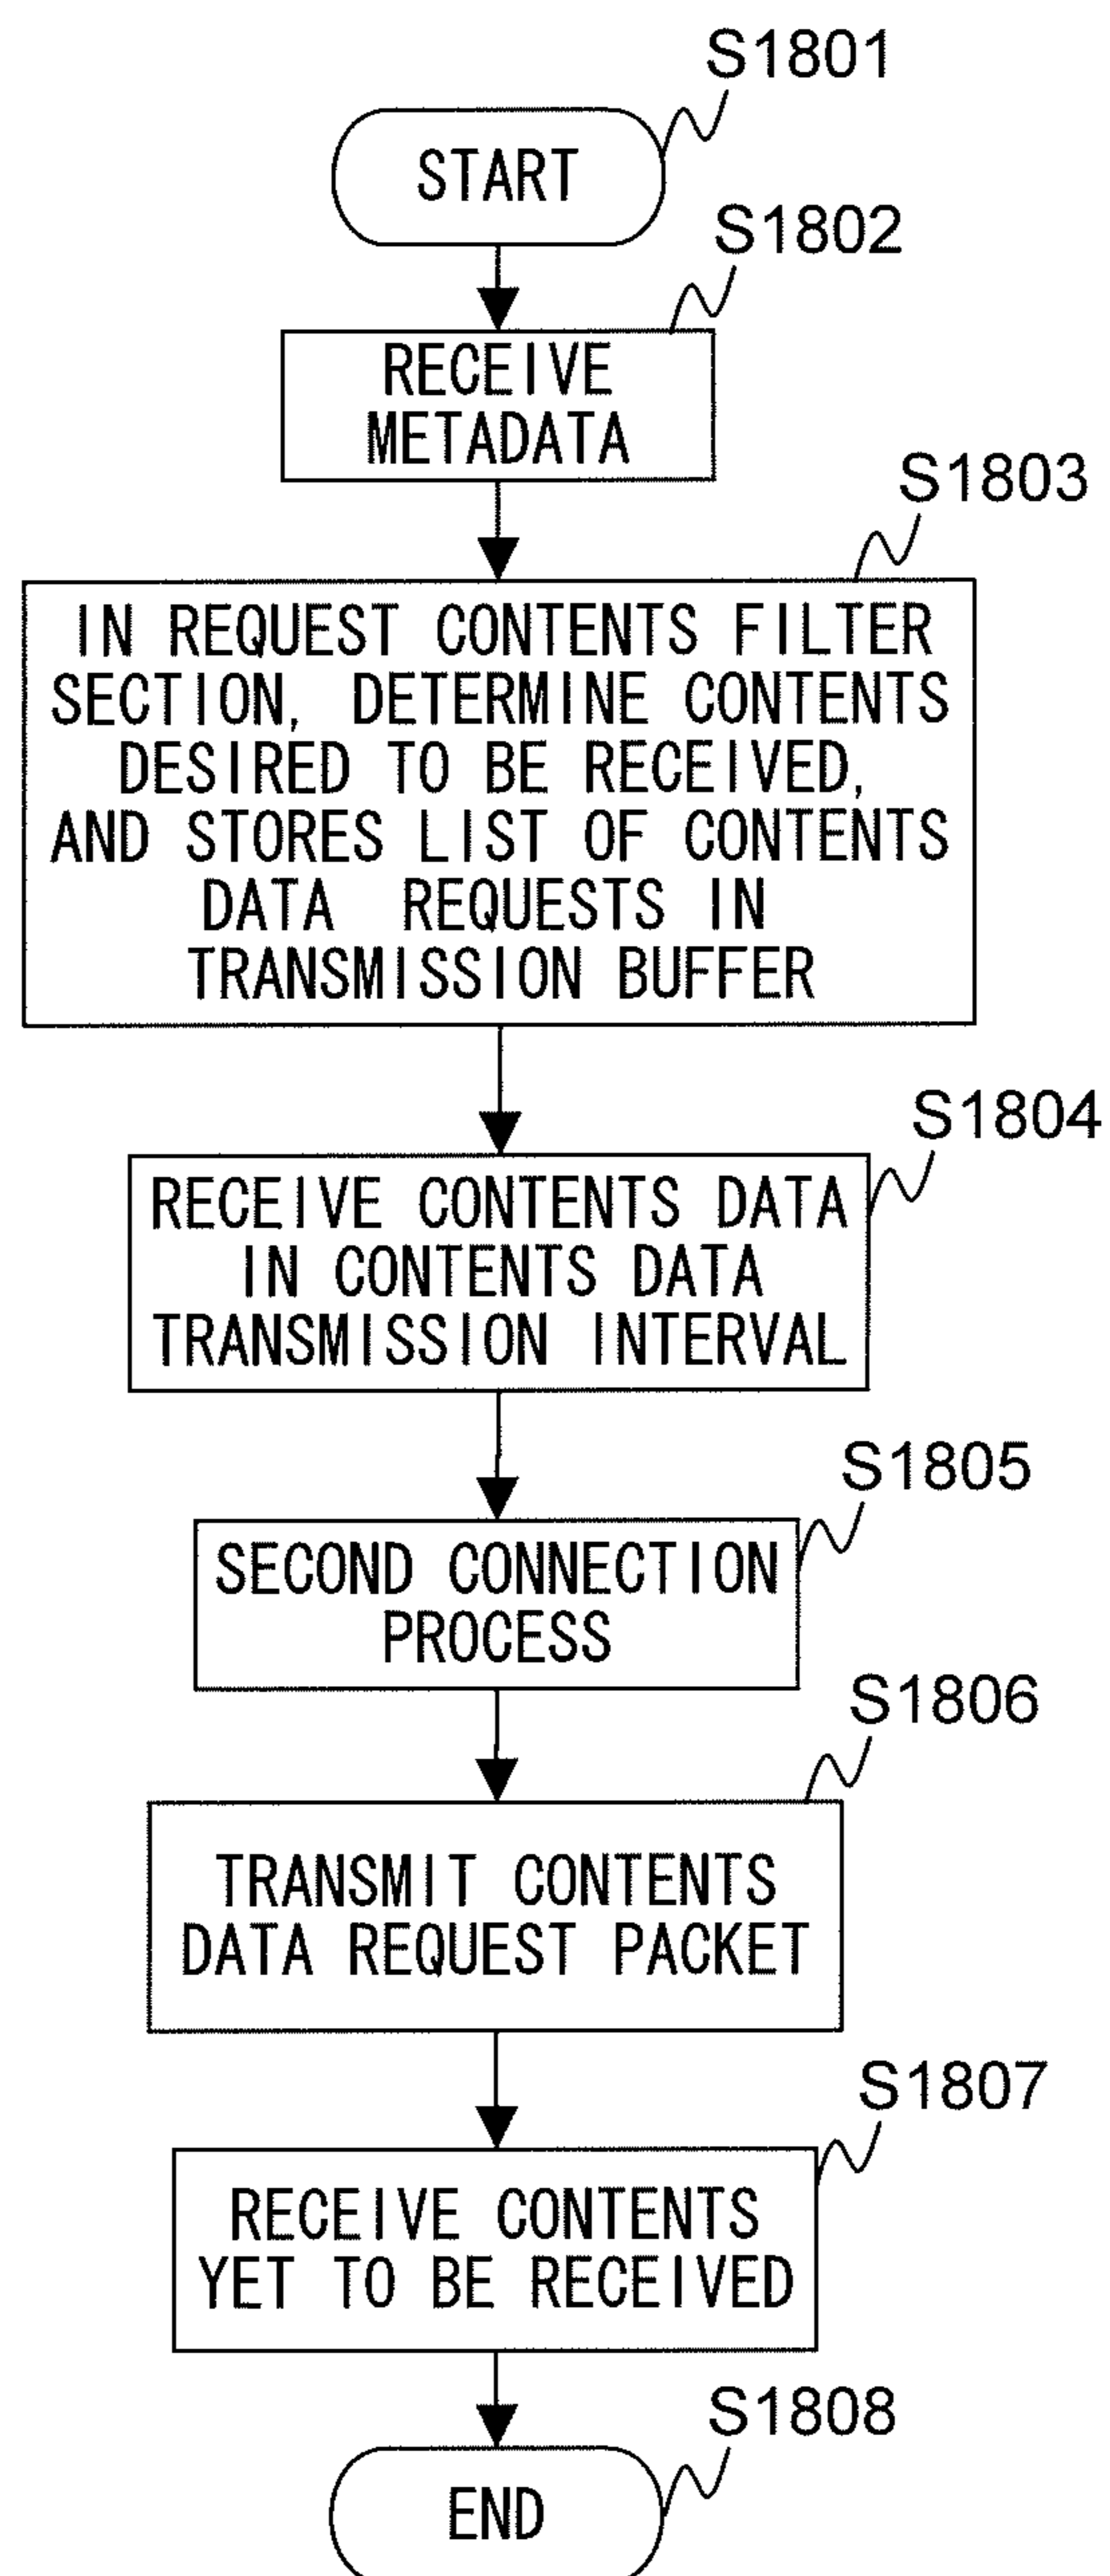 S1801
START
S1802
RECEIVE
METADATA
S1803
IN REQUEST CONTENTS FILTER
SECTION, DETERMINE CONTENTS
DESIRED TO BE RECEIVED,
AND STORES LIST OF CONTENTS
DATA REQUESTS IN
TRANSMISSION BUFFER
S1804
RECEIVE CONTENTS DATA
IN CONTENTS DATA
TRANSMISSION INTERVAL
S1805
SECOND CONNECTION
PROCESS
S1806
TRANSMIT CONTENTS
DATA REQUEST PACKET
S1807
RECEIVE CONTENTS
YET TO BE RECEIVED
S1808
END